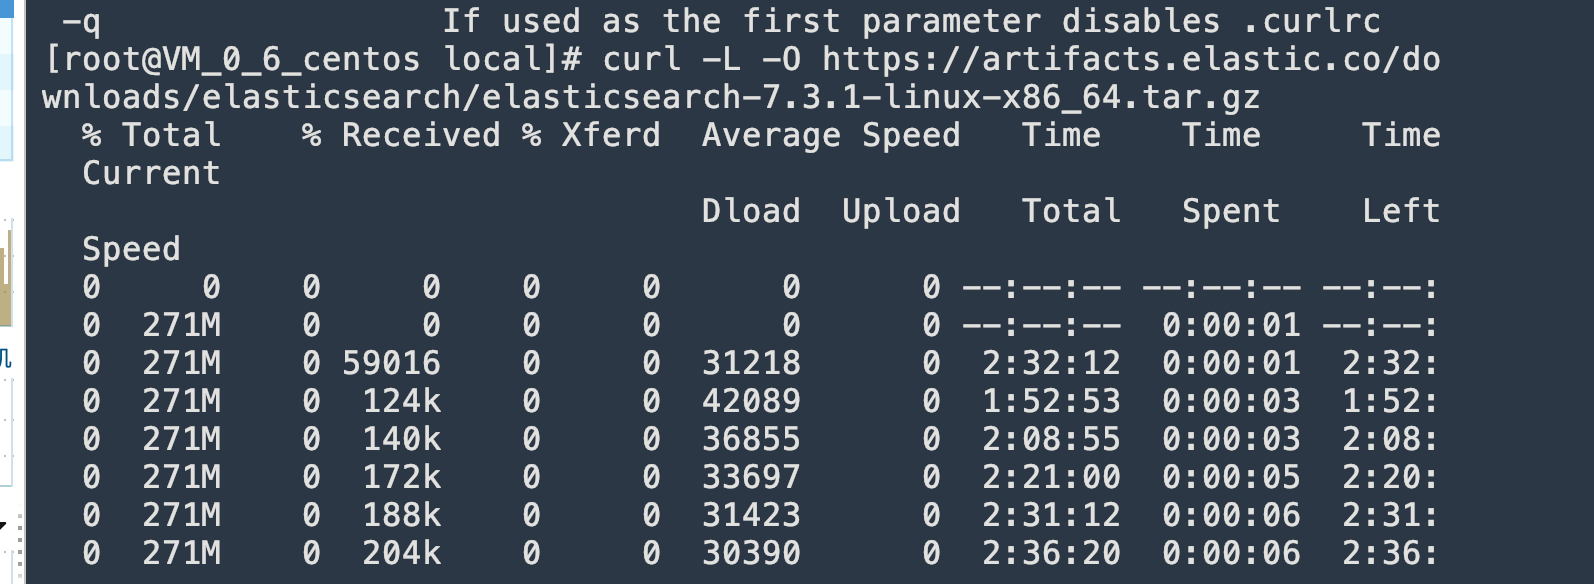 -q                 If used as the first parameter disables .curlrc
[root@VM_0_6_centos local]# curl -L -O https://artifacts.elastic.co/do
wnloads/elasticsearch/elasticsearch-7.3.1-linux-x86_64.tar.gz
  % Total    % Received % Xferd  Average Speed   Time    Time     Time
  Current
                                 Dload  Upload   Total   Spent    Left
  Speed
  0     0    0     0    0     0      0      0 --:--:-- --:--:-- --:--:
  0  271M    0     0    0     0      0      0 --:--:--  0:00:01 --:--:
  0  271M    0 59016    0     0  31218      0  2:32:12  0:00:01  2:32:
  0  271M    0  124k    0     0  42089      0  1:52:53  0:00:03  1:52:
  0  271M    0  140k    0     0  36855      0  2:08:55  0:00:03  2:08:
  0  271M    0  172k    0     0  33697      0  2:21:00  0:00:05  2:20:
  0  271M    0  188k    0     0  31423      0  2:31:12  0:00:06  2:31:
  0  271M    0  204k    0     0  30390      0  2:36:20  0:00:06  2:36: